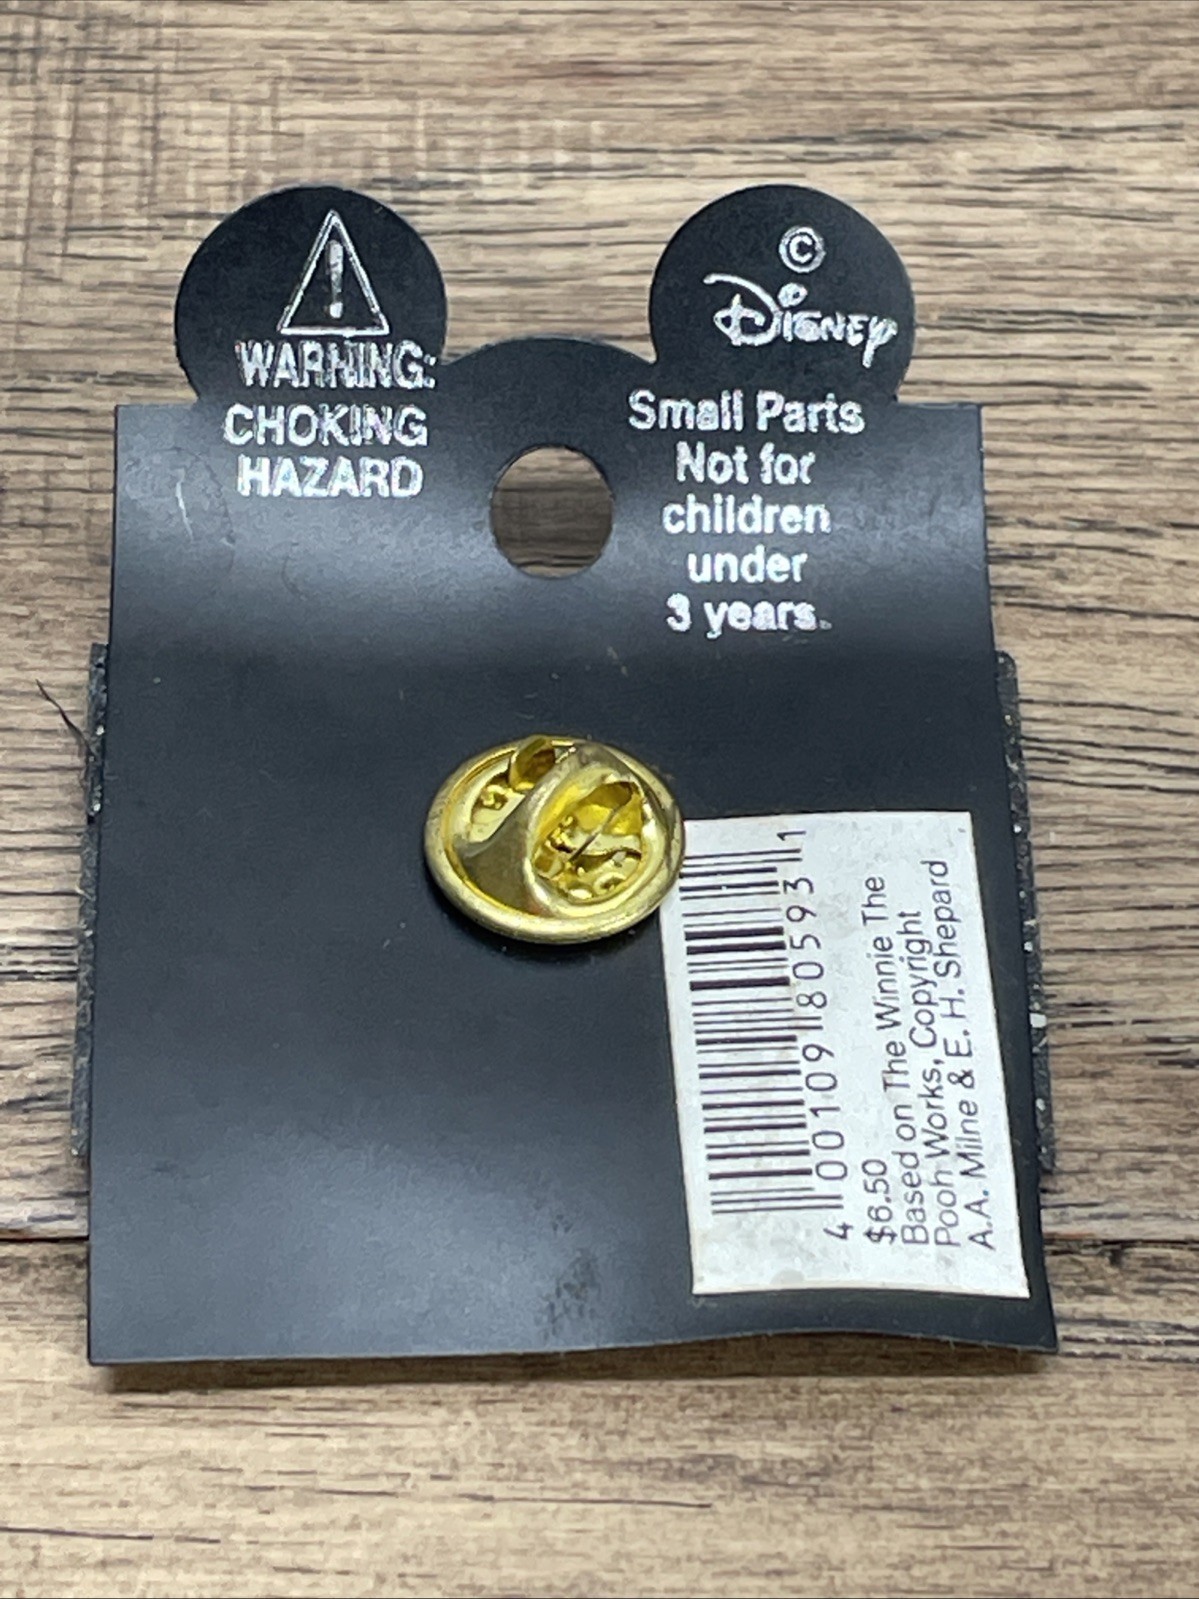 !
WARNING:
CHOKING
HAZARD
©
Disney
Small Parts
Not for
children
under
3 years.
4 00109 80593 1
$6.50
Based on The Winnie The
Pooh Works, Copyright
A.A. Milne & E. H. Shepard